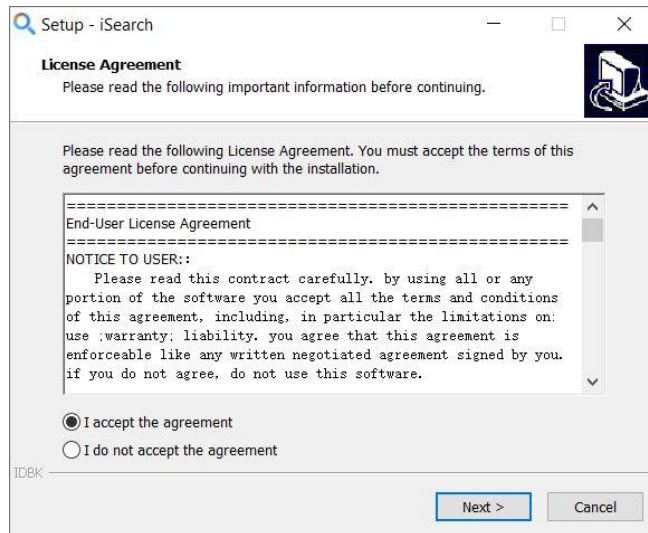 Setup - iSearch
License Agreement
Please read the following important information before continuing.
Please read the following License Agreement. You must accept the terms of this
agreement before continuing with the installation.
==================================================
End-User License Agreement
==================================================
NOTICE TO USER::
Please read this contract carefully. by using all or any
portion of the software you accept all the terms and conditions
of this agreement, including, in particular the limitations on:
use ;warranty; liability. you agree that this agreement is
enforceable like any written negotiated agreement signed by you.
if you do not agree, do not use this software.
I accept the agreement
I do not accept the agreement
IDBK
Next >
Cancel